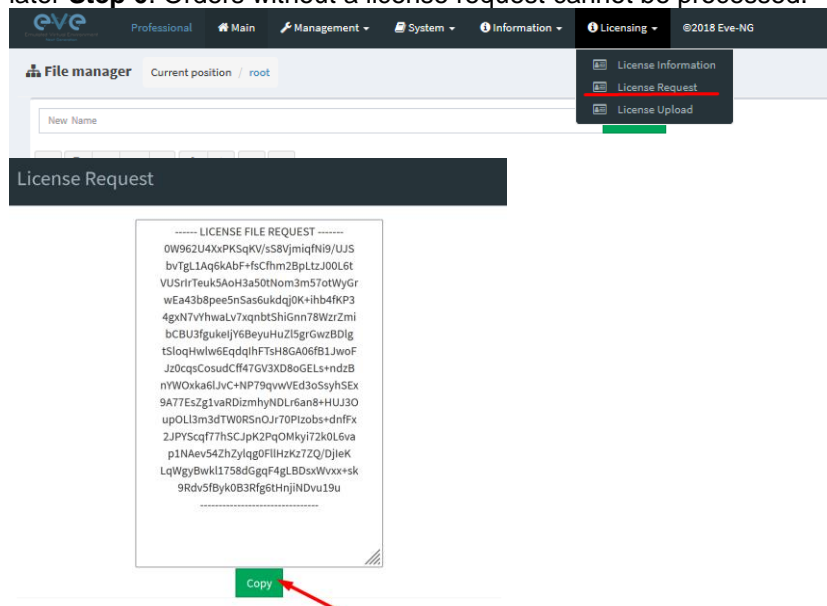 later Step 6. Orders without a license request cannot be processed.
eve
Professional Main Management System Information Licensing ©2018 Eve-NG
File manager Current position / root
License Information
License Request
License Upload
New Name
License Request
------ LICENSE FILE REQUEST -------
0W962U4XxPKSqKV/sS8VjmiqfNi9/UJS
bvTgL1Aq6kAbF+fsCfhm2BpLtzJ00L6t
VUSrIrTeuk5AoH3a50tNom3m57otWyGr
wEa43b8pee5nSas6ukdqj0K+ihb4fKP3
4gxN7vYhwaLv7xqnbtShiGnn78WzrZmi
bCBU3fgukeIjY6BeyuHuZl5grGwzBDlg
tSloqHwlw6EqdqIhFTsH8GA06fB1JwoF
Jz0cqsCosudCff47GV3XD8oGELs+ndzB
nYWOxka6lJvC+NP79qvwVEd3oSsyhSEx
9A77EsZg1vaRDizmhyNDLr6an8+HUJ3O
upOLl3m3dTW0RSnOJr70PIzobs+dnfFx
2JPYScqf77hSCJpK2PqOMkyi72k0L6va
p1NAev54ZhZylqg0FllHzKz7ZQ/DjIeK
LqWgyBwkl1758dGgqF4gLBDsxWvxx+sk
9Rdv5fByk0B3Rfg6tHnjiNDvu19u
--------------------------------
Copy